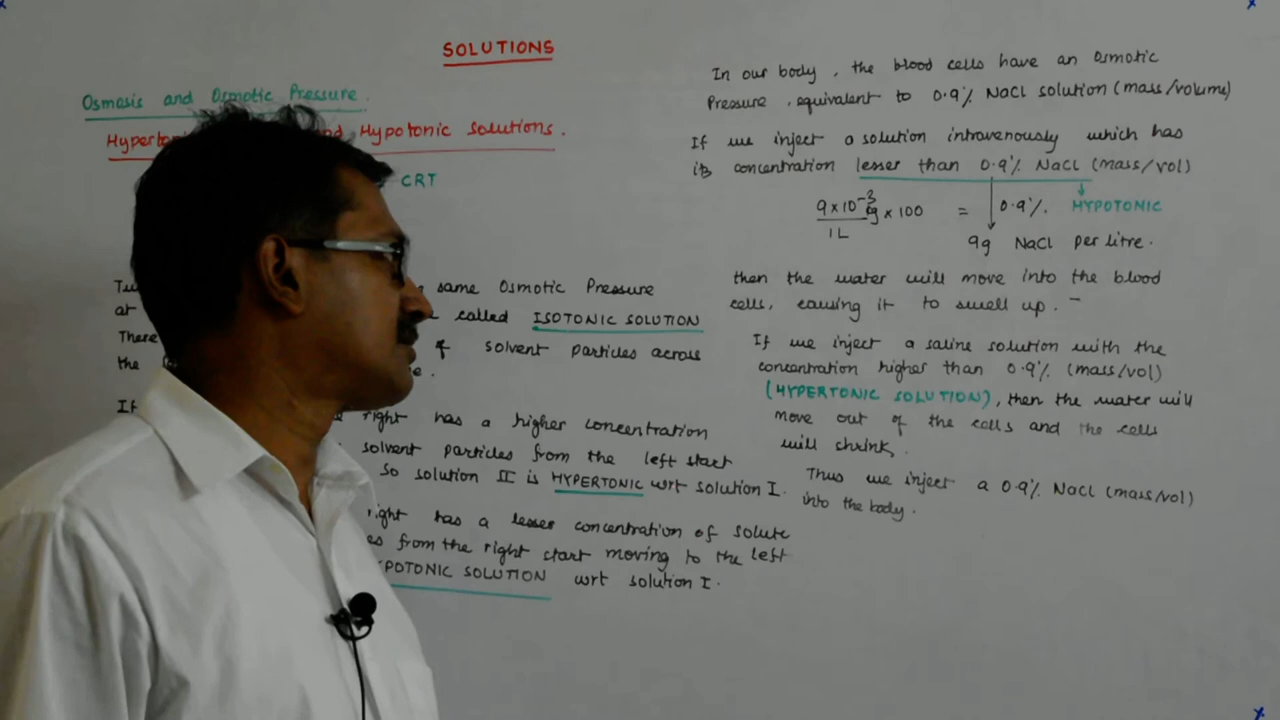 SOLUTIONS
Osmosis and Osmotic Pressure.
Hypotonic solutions.
CRT
same Osmotic Pressure
at called ISOTONIC SOLUTION
There solvent particles across
the
If right has a higher concentration
solvent particles from the left start
So solution II is HYPERTONIC wrt solution I.
right has a lesser concentration of solute
from the right start moving to the left
POTONIC SOLUTION wrt solution I.
In our body, the blood cells have an Osmotic
Pressure, equivalent to 0.9% NaCl solution (mass/volume)
If we inject a solution intravenously which has
its concentration lesser than 0.9% NaCl (mass/vol)
9×10⁻³ kg × 100 = 0.9%. HYPOTONIC
1L
9g NaCl per litre.
then the water will move into the blood
cells, causing it to swell up.
If we inject a saline solution with the
concentration higher than 0.9% (mass/vol)
(HYPERTONIC SOLUTION), then the water will
move out of the cells and the cells
will shrink.
Thus we inject a 0.9% NaCl (mass/vol)
into the body.